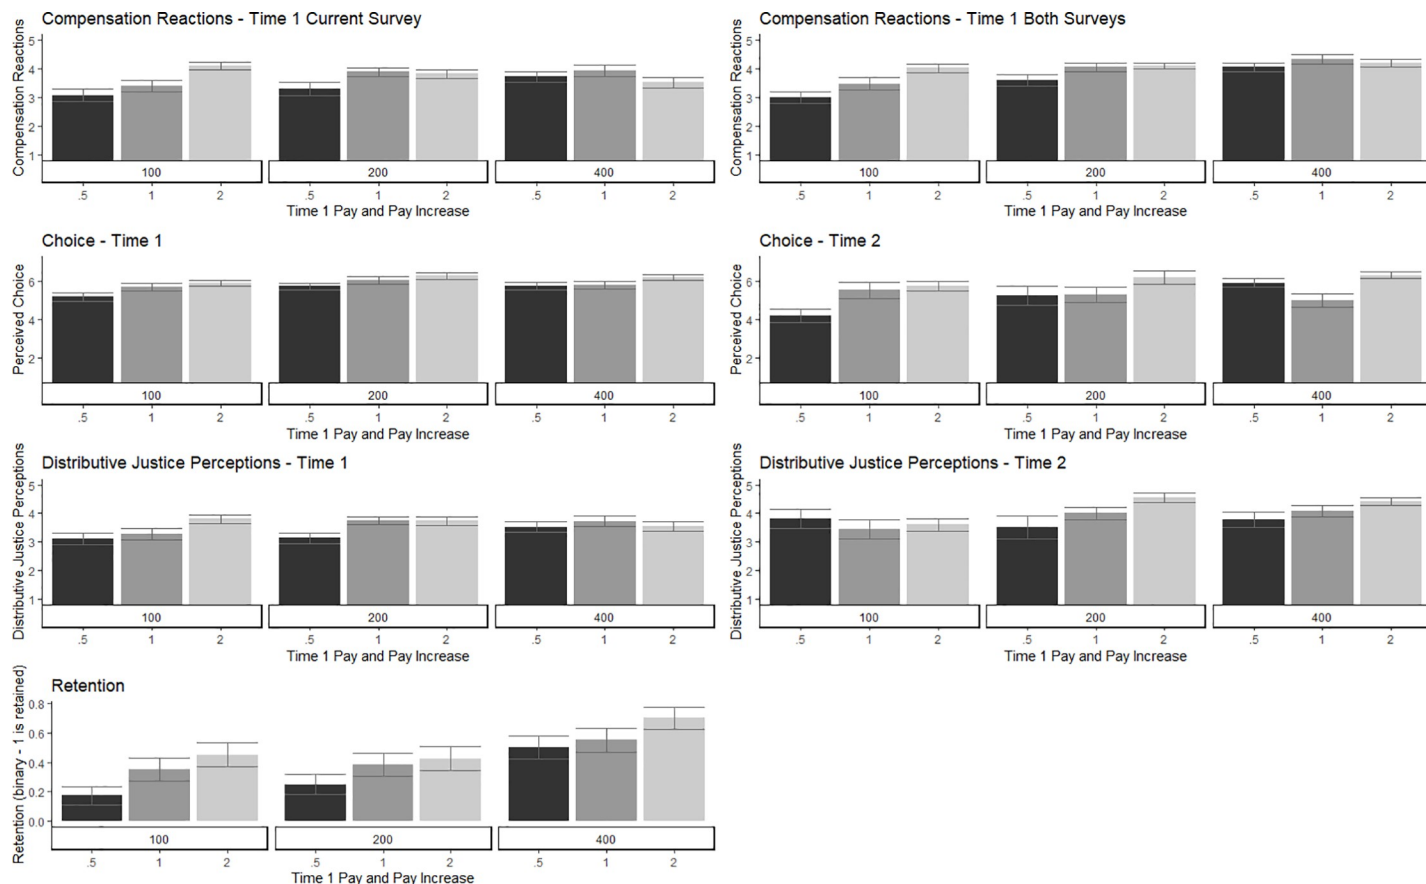 Compensation Reactions - Time 1 Current Survey
Compensation Reactions
5
4
3
2
1
100 200 400
.5 1 2 .5 1 2 .5 1 2
Time 1 Pay and Pay Increase
Compensation Reactions - Time 1 Both Surveys
Compensation Reactions
5
4
3
2
1
100 200 400
.5 1 2 .5 1 2 .5 1 2
Time 1 Pay and Pay Increase
Choice - Time 1
Perceived Choice
6
4
2
100 200 400
.5 1 2 .5 1 2 .5 1 2
Time 1 Pay and Pay Increase
Choice - Time 2
Perceived Choice
6
4
2
100 200 400
.5 1 2 .5 1 2 .5 1 2
Time 1 Pay and Pay Increase
Distributive Justice Perceptions - Time 1
Distributive Justice Perceptions
5
4
3
2
1
100 200 400
.5 1 2 .5 1 2 .5 1 2
Time 1 Pay and Pay Increase
Distributive Justice Perceptions - Time 2
Distributive Justice Perceptions
5
4
3
2
1
100 200 400
.5 1 2 .5 1 2 .5 1 2
Time 1 Pay and Pay Increase
Retention
Retention (binary - 1 is retained)
0.8
0.6
0.4
0.2
0.0
100 200 400
.5 1 2 .5 1 2 .5 1 2
Time 1 Pay and Pay Increase